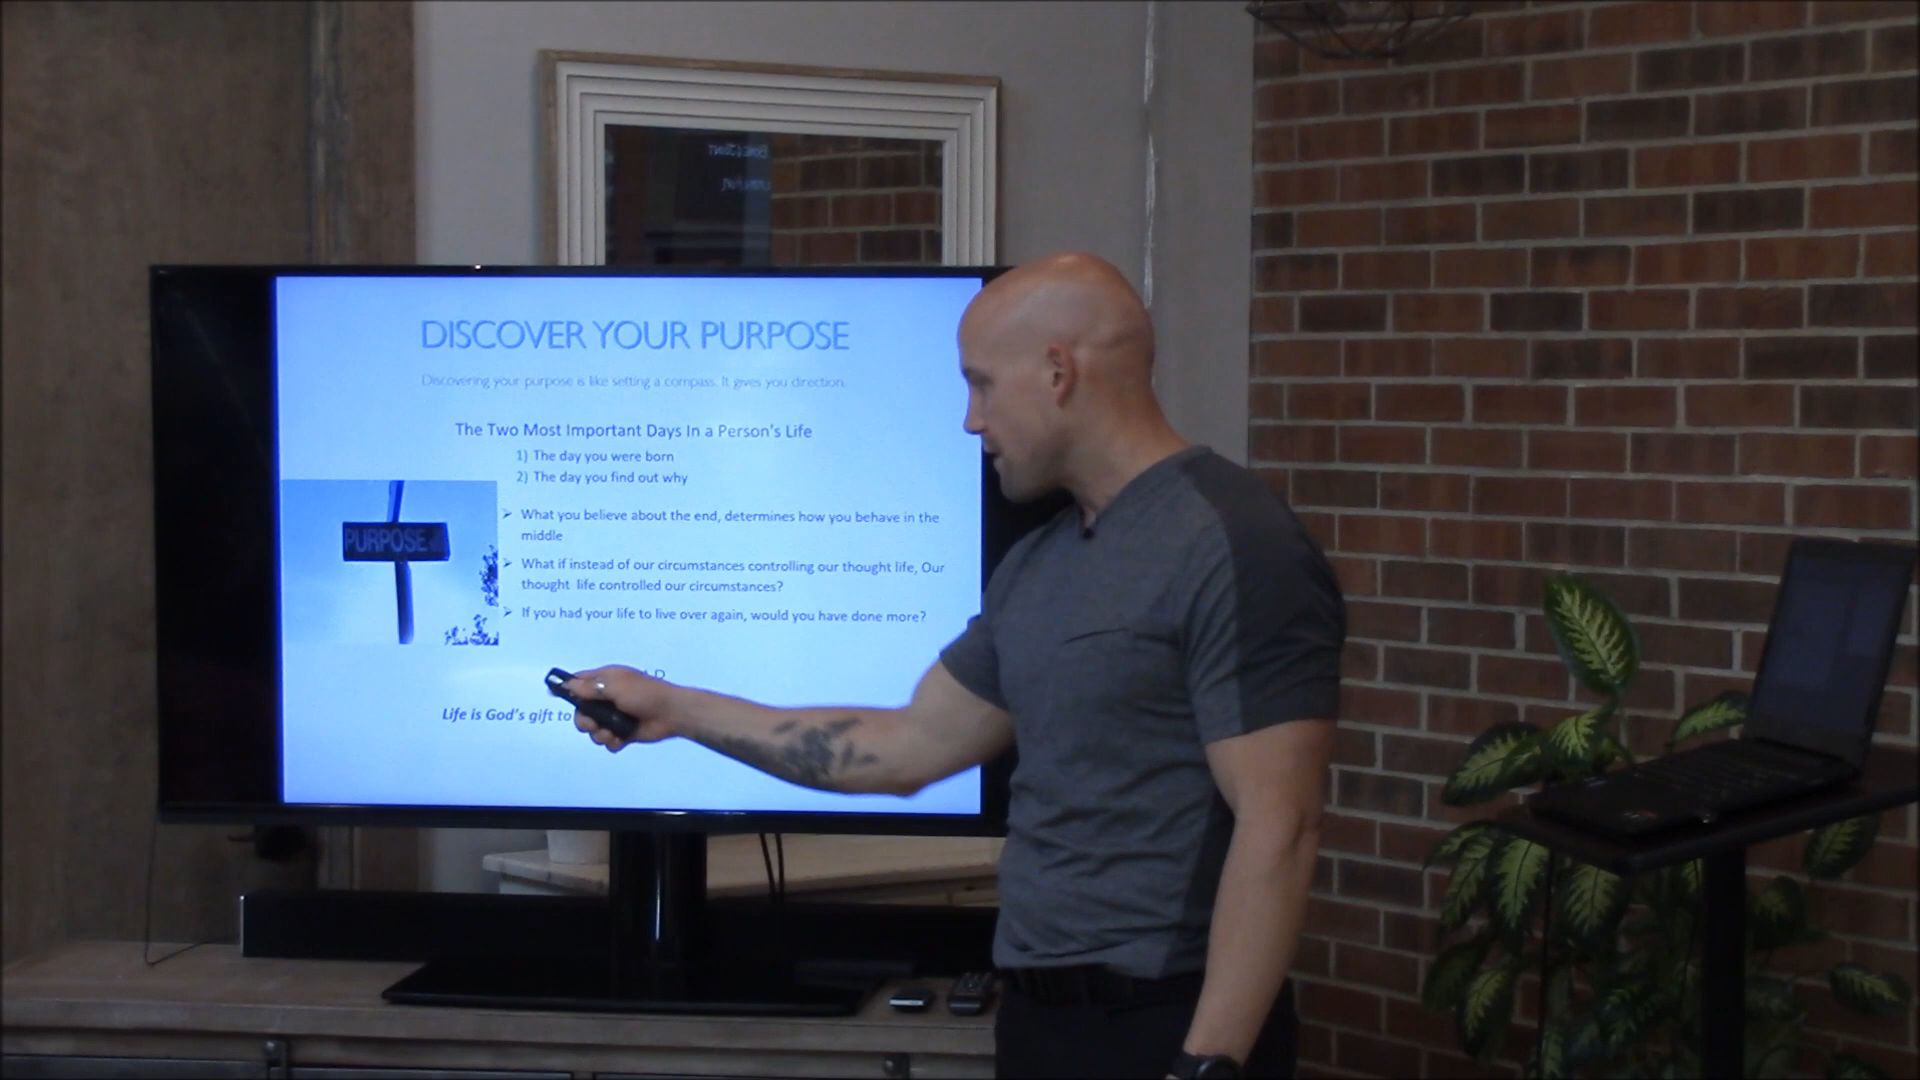 DISCOVER YOUR PURPOSE
Discovering your purpose is like setting a compass. It gives you direction.
The Two Most Important Days In a Person's Life
1) The day you were born
2) The day you find out why
PURPOSE
➢ What you believe about the end, determines how you behave in the
middle
➢ What if instead of our circumstances controlling our thought life, Our
thought life controlled our circumstances?
➢ If you had your life to live over again, would you have done more?
Life is God's gift to